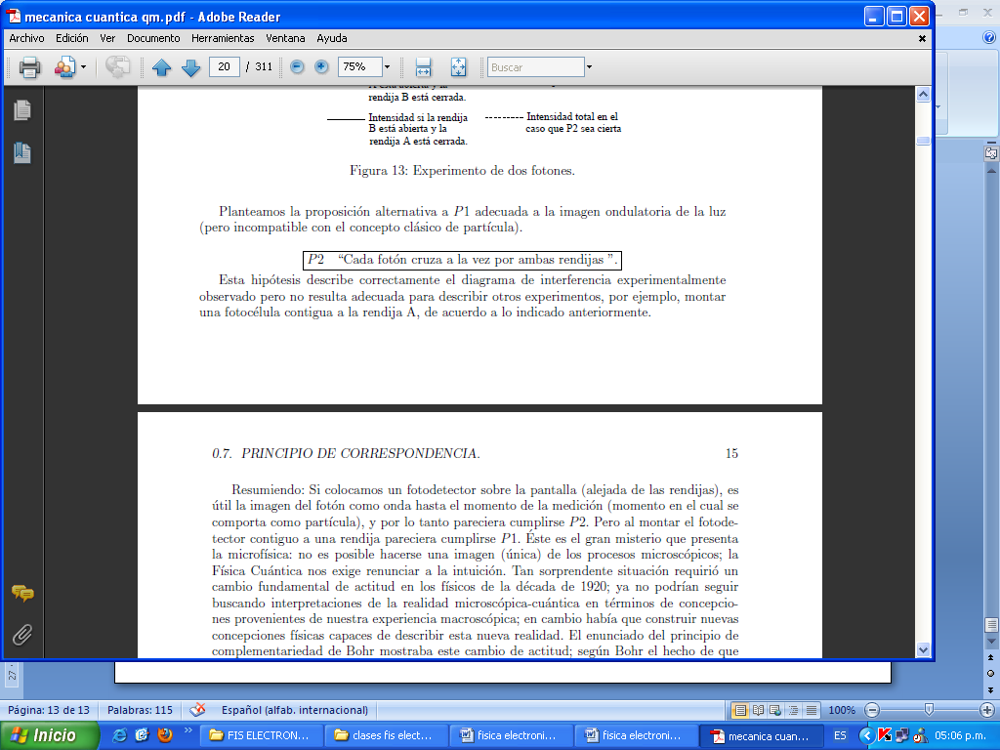 mecanica cuantica qm.pdf - Adobe Reader
Archivo Edición Ver Documento Herramientas Ventana Ayuda
20 / 311 75% Buscar
rendija B está cerrada.
Intensidad si la rendija
B está abierta y la
rendija A está cerrada.
Intensidad total en el
caso que P2 sea cierta
Figura 13: Experimento de dos fotones.
Planteamos la proposición alternativa a P1 adecuada a la imagen ondulatoria de la luz
(pero incompatible con el concepto clásico de partícula).
P2 “Cada fotón cruza a la vez por ambas rendijas ”.
Esta hipótesis describe correctamente el diagrama de interferencia experimentalmente
observado pero no resulta adecuada para describir otros experimentos, por ejemplo, montar
una fotocélula contigua a la rendija A, de acuerdo a lo indicado anteriormente.
0.7. PRINCIPIO DE CORRESPONDENCIA. 15
Resumiendo: Si colocamos un fotodetector sobre la pantalla (alejada de las rendijas), es
útil la imagen del fotón como onda hasta el momento de la medición (momento en el cual se
comporta como partícula), y por lo tanto pareciera cumplirse P2. Pero al montar el fotode-
tector contiguo a una rendija pareciera cumplirse P1. Éste es el gran misterio que presenta
la microfísica: no es posible hacerse una imagen (única) de los procesos microscópicos; la
Física Cuántica nos exige renunciar a la intuición. Tan sorprendente situación requirió un
cambio fundamental de actitud en los físicos de la década de 1920; ya no podrían seguir
buscando interpretaciones de la realidad microscópica-cuántica en términos de concepcio-
nes provenientes de nuestra experiencia macroscópica; en cambio había que construir nuevas
concepciones físicas capaces de describir esta nueva realidad. El enunciado del principio de
complementariedad de Bohr mostraba este cambio de actitud; según Bohr el hecho de que
27
Página: 13 de 13 Palabras: 115 Español (alfab. internacional) 100%
Inicio FIS ELECTRON... clases fis elect... fisica electroni... fisica electroni... mecanica cuan... ES 05:06 p.m.